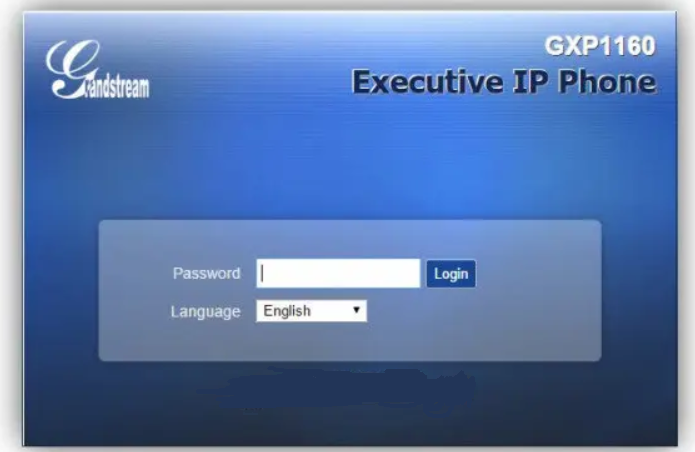 GXP1160
Grandstream
Executive IP Phone
Password
Login
Language
English